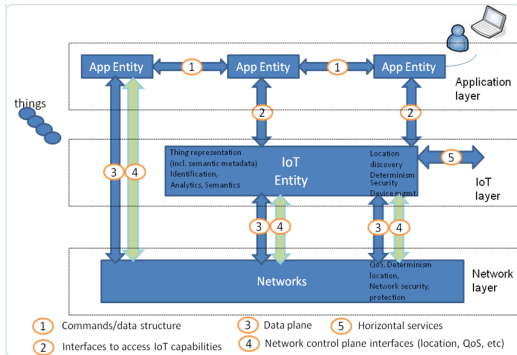 App Entity
1
App Entity
1
App Entity
Application
layer
things
2
2
Thing representation
(incl. semantic metadata)
Identification,
Analytics, Semantics
IoT
Entity
Location
discovery
Determinism
Security
Device mgmt.
5
IoT
layer
3
4
3
4
3
4
Networks
QoS, Determinism
location,
Network security,
protection
Network
layer
1 Commands/data structure
3 Data plane
5 Horizontal services
2 Interfaces to access IoT capabilities
4 Network control plane interfaces (location, QoS, etc)